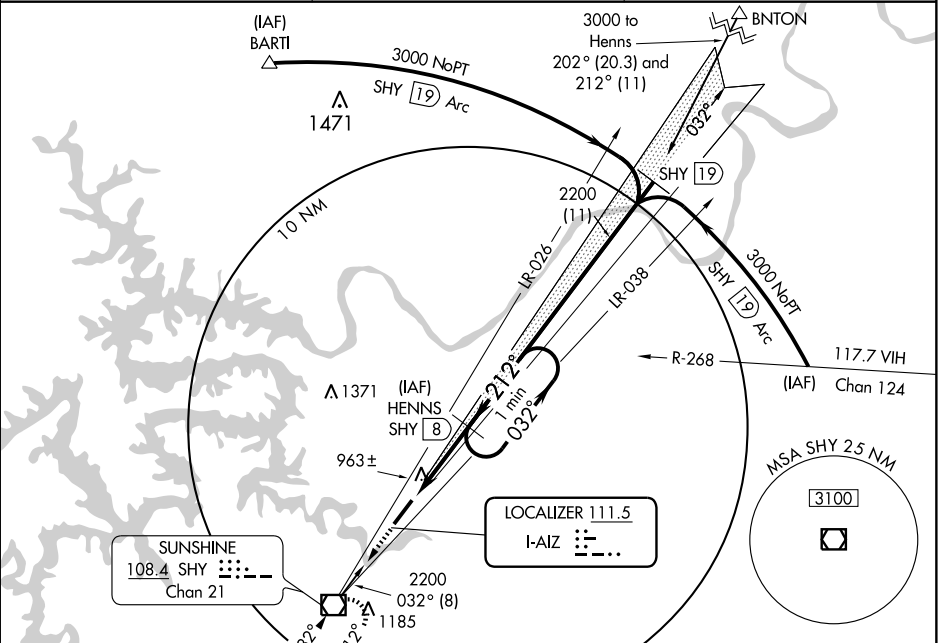 (IAF)
BARTI
3000 NoPT
SHY 19 Arc
1471
3000 to
Henns
202° (20.3) and
212° (11)
BNTON
032°
SHY 19
2200
(11)
10 NM
LR-026
LR-038
3000 NoPT
SHY 19 Arc
R-268
117.7 VIH
Chan 124
(IAF)
212°
1 min
032°
1371
(IAF)
HENNS
SHY 8
963±
LOCALIZER 111.5
I-AIZ
MSA SHY 25 NM
3100
SUNSHINE
108.4 SHY
Chan 21
2200
032° (8)
1185